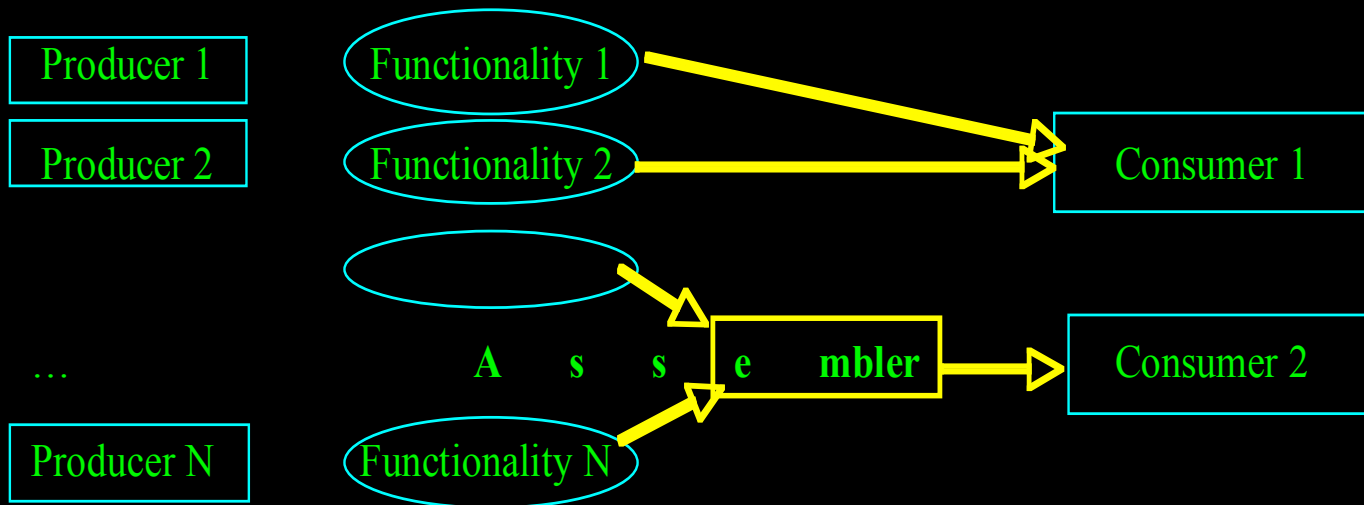 Producer 1 Functionality 1
Producer 2 Functionality 2 Consumer 1
… A s s e mbler Consumer 2
Producer N Functionality N